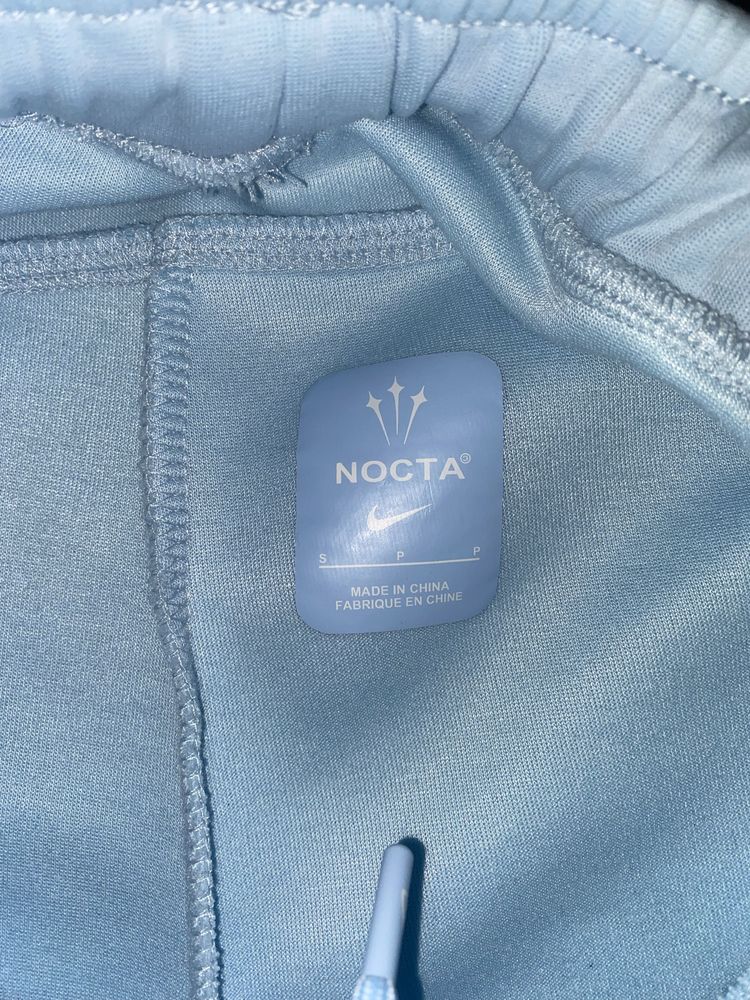 NOCTA®
S P P
MADE IN CHINA
FABRIQUE EN CHINE